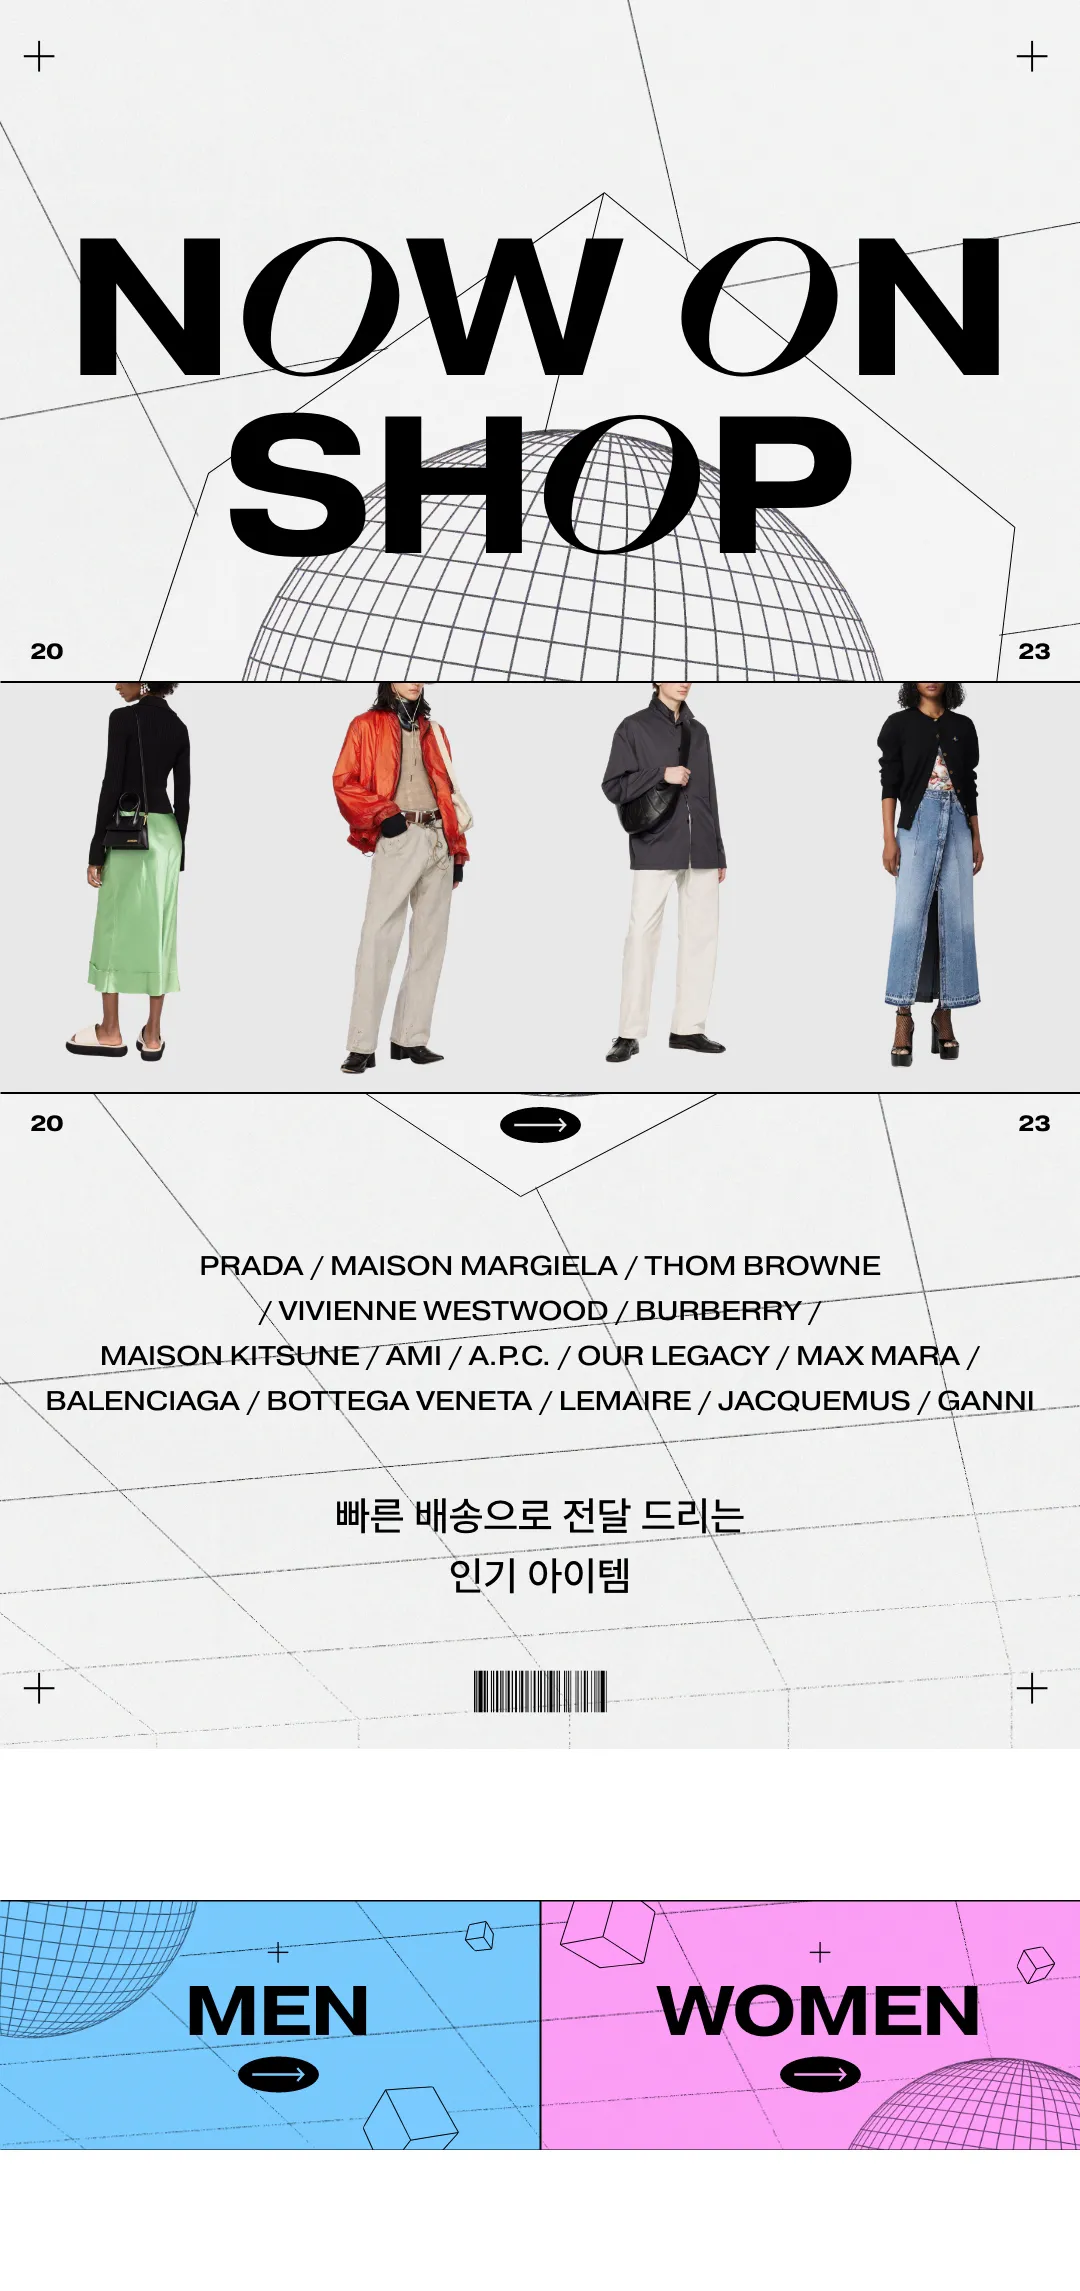 NOW ON
SHOP
20
23
20
23
PRADA / MAISON MARGIELA / THOM BROWNE
/ VIVIENNE WESTWOOD / BURBERRY /
MAISON KITSUNE / AMI / A.P.C. / OUR LEGACY / MAX MARA /
BALENCIAGA / BOTTEGA VENETA / LEMAIRE / JACQUEMUS / GANNI
빠른 배송으로 전달 드리는
인기 아이템
MEN
WOMEN